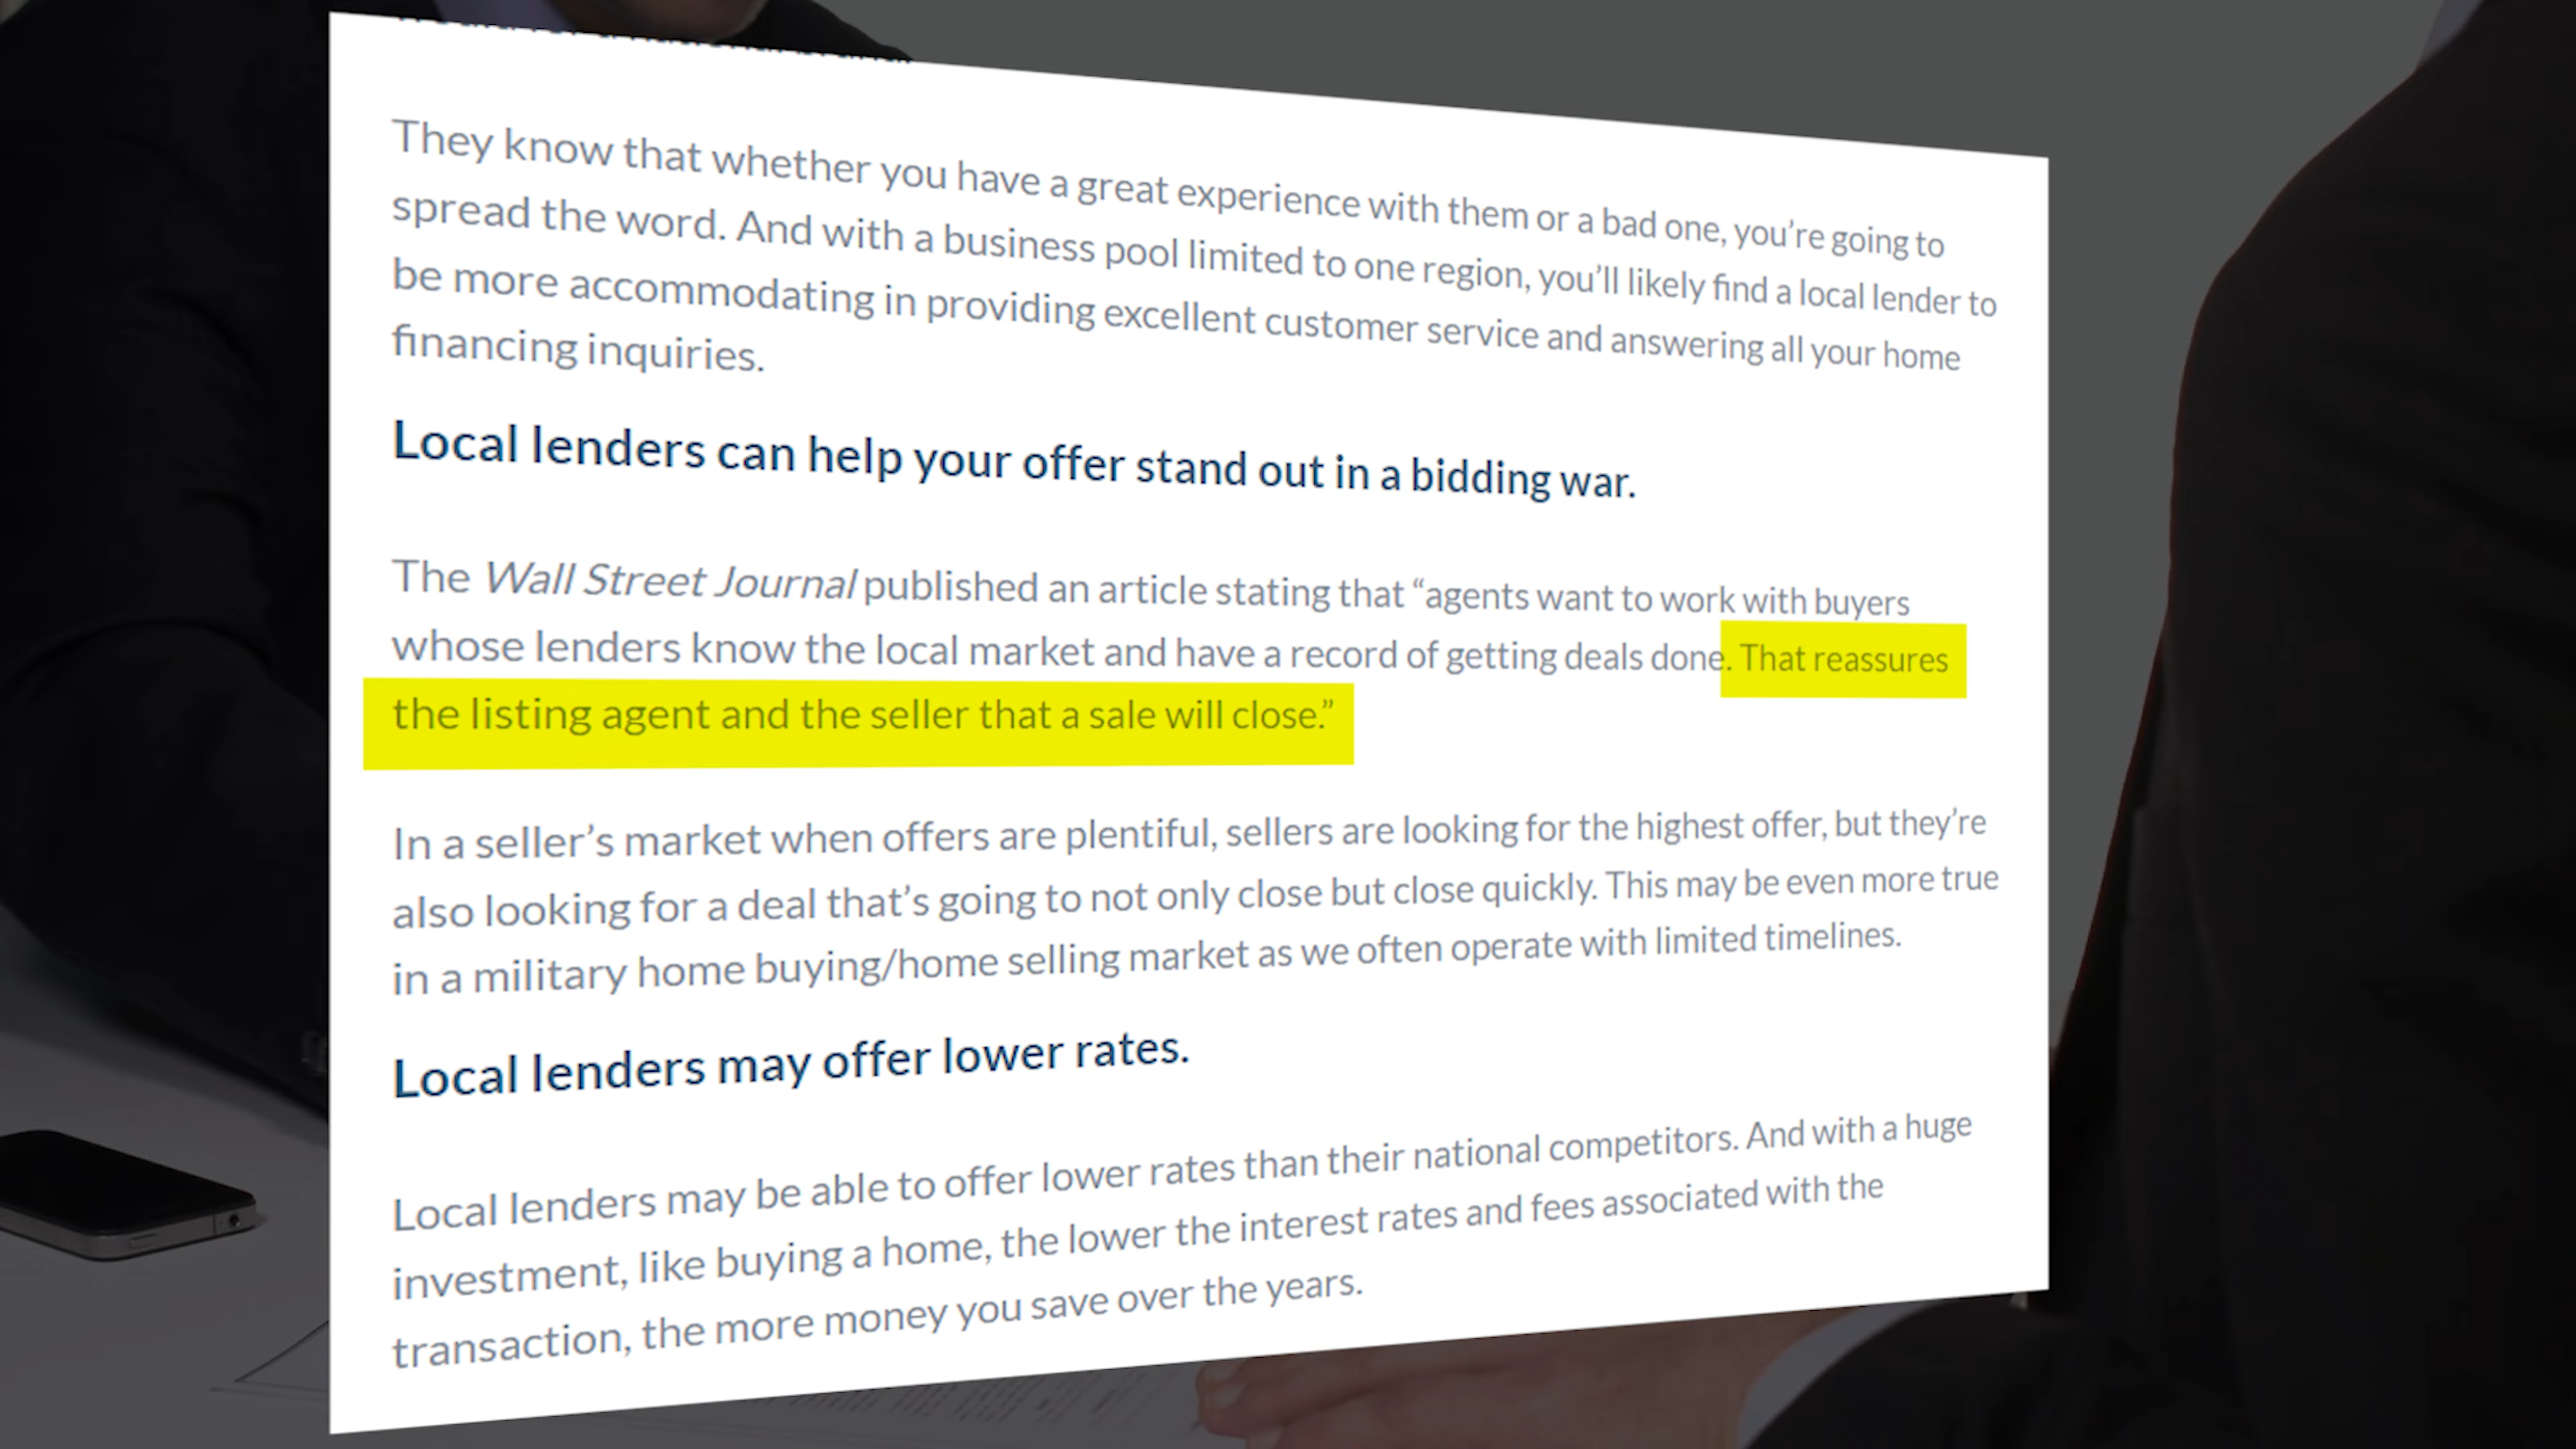 They know that whether you have a great experience with them or a bad one, you’re going to
spread the word. And with a business pool limited to one region, you’ll likely find a local lender to
be more accommodating in providing excellent customer service and answering all your home
financing inquiries.
Local lenders can help your offer stand out in a bidding war.
The Wall Street Journal published an article stating that “agents want to work with buyers
whose lenders know the local market and have a record of getting deals done. That reassures
the listing agent and the seller that a sale will close.”
In a seller’s market when offers are plentiful, sellers are looking for the highest offer, but they’re
also looking for a deal that’s going to not only close but close quickly. This may be even more true
in a military home buying/home selling market as we often operate with limited timelines.
Local lenders may offer lower rates.
Local lenders may be able to offer lower rates than their national competitors. And with a huge
investment, like buying a home, the lower the interest rates and fees associated with the
transaction, the more money you save over the years.